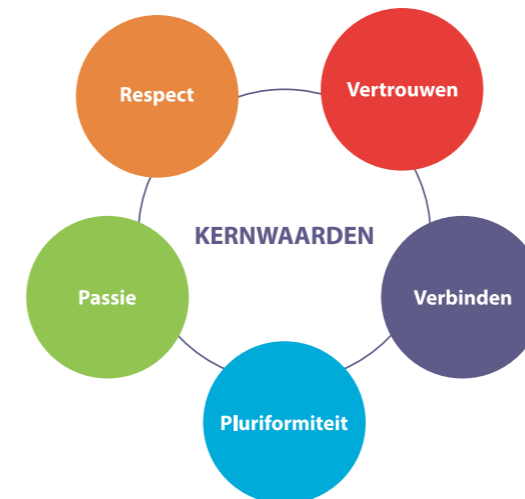 Respect
Vertrouwen
KERNWAARDEN
Passie
Verbinden
Pluriformiteit